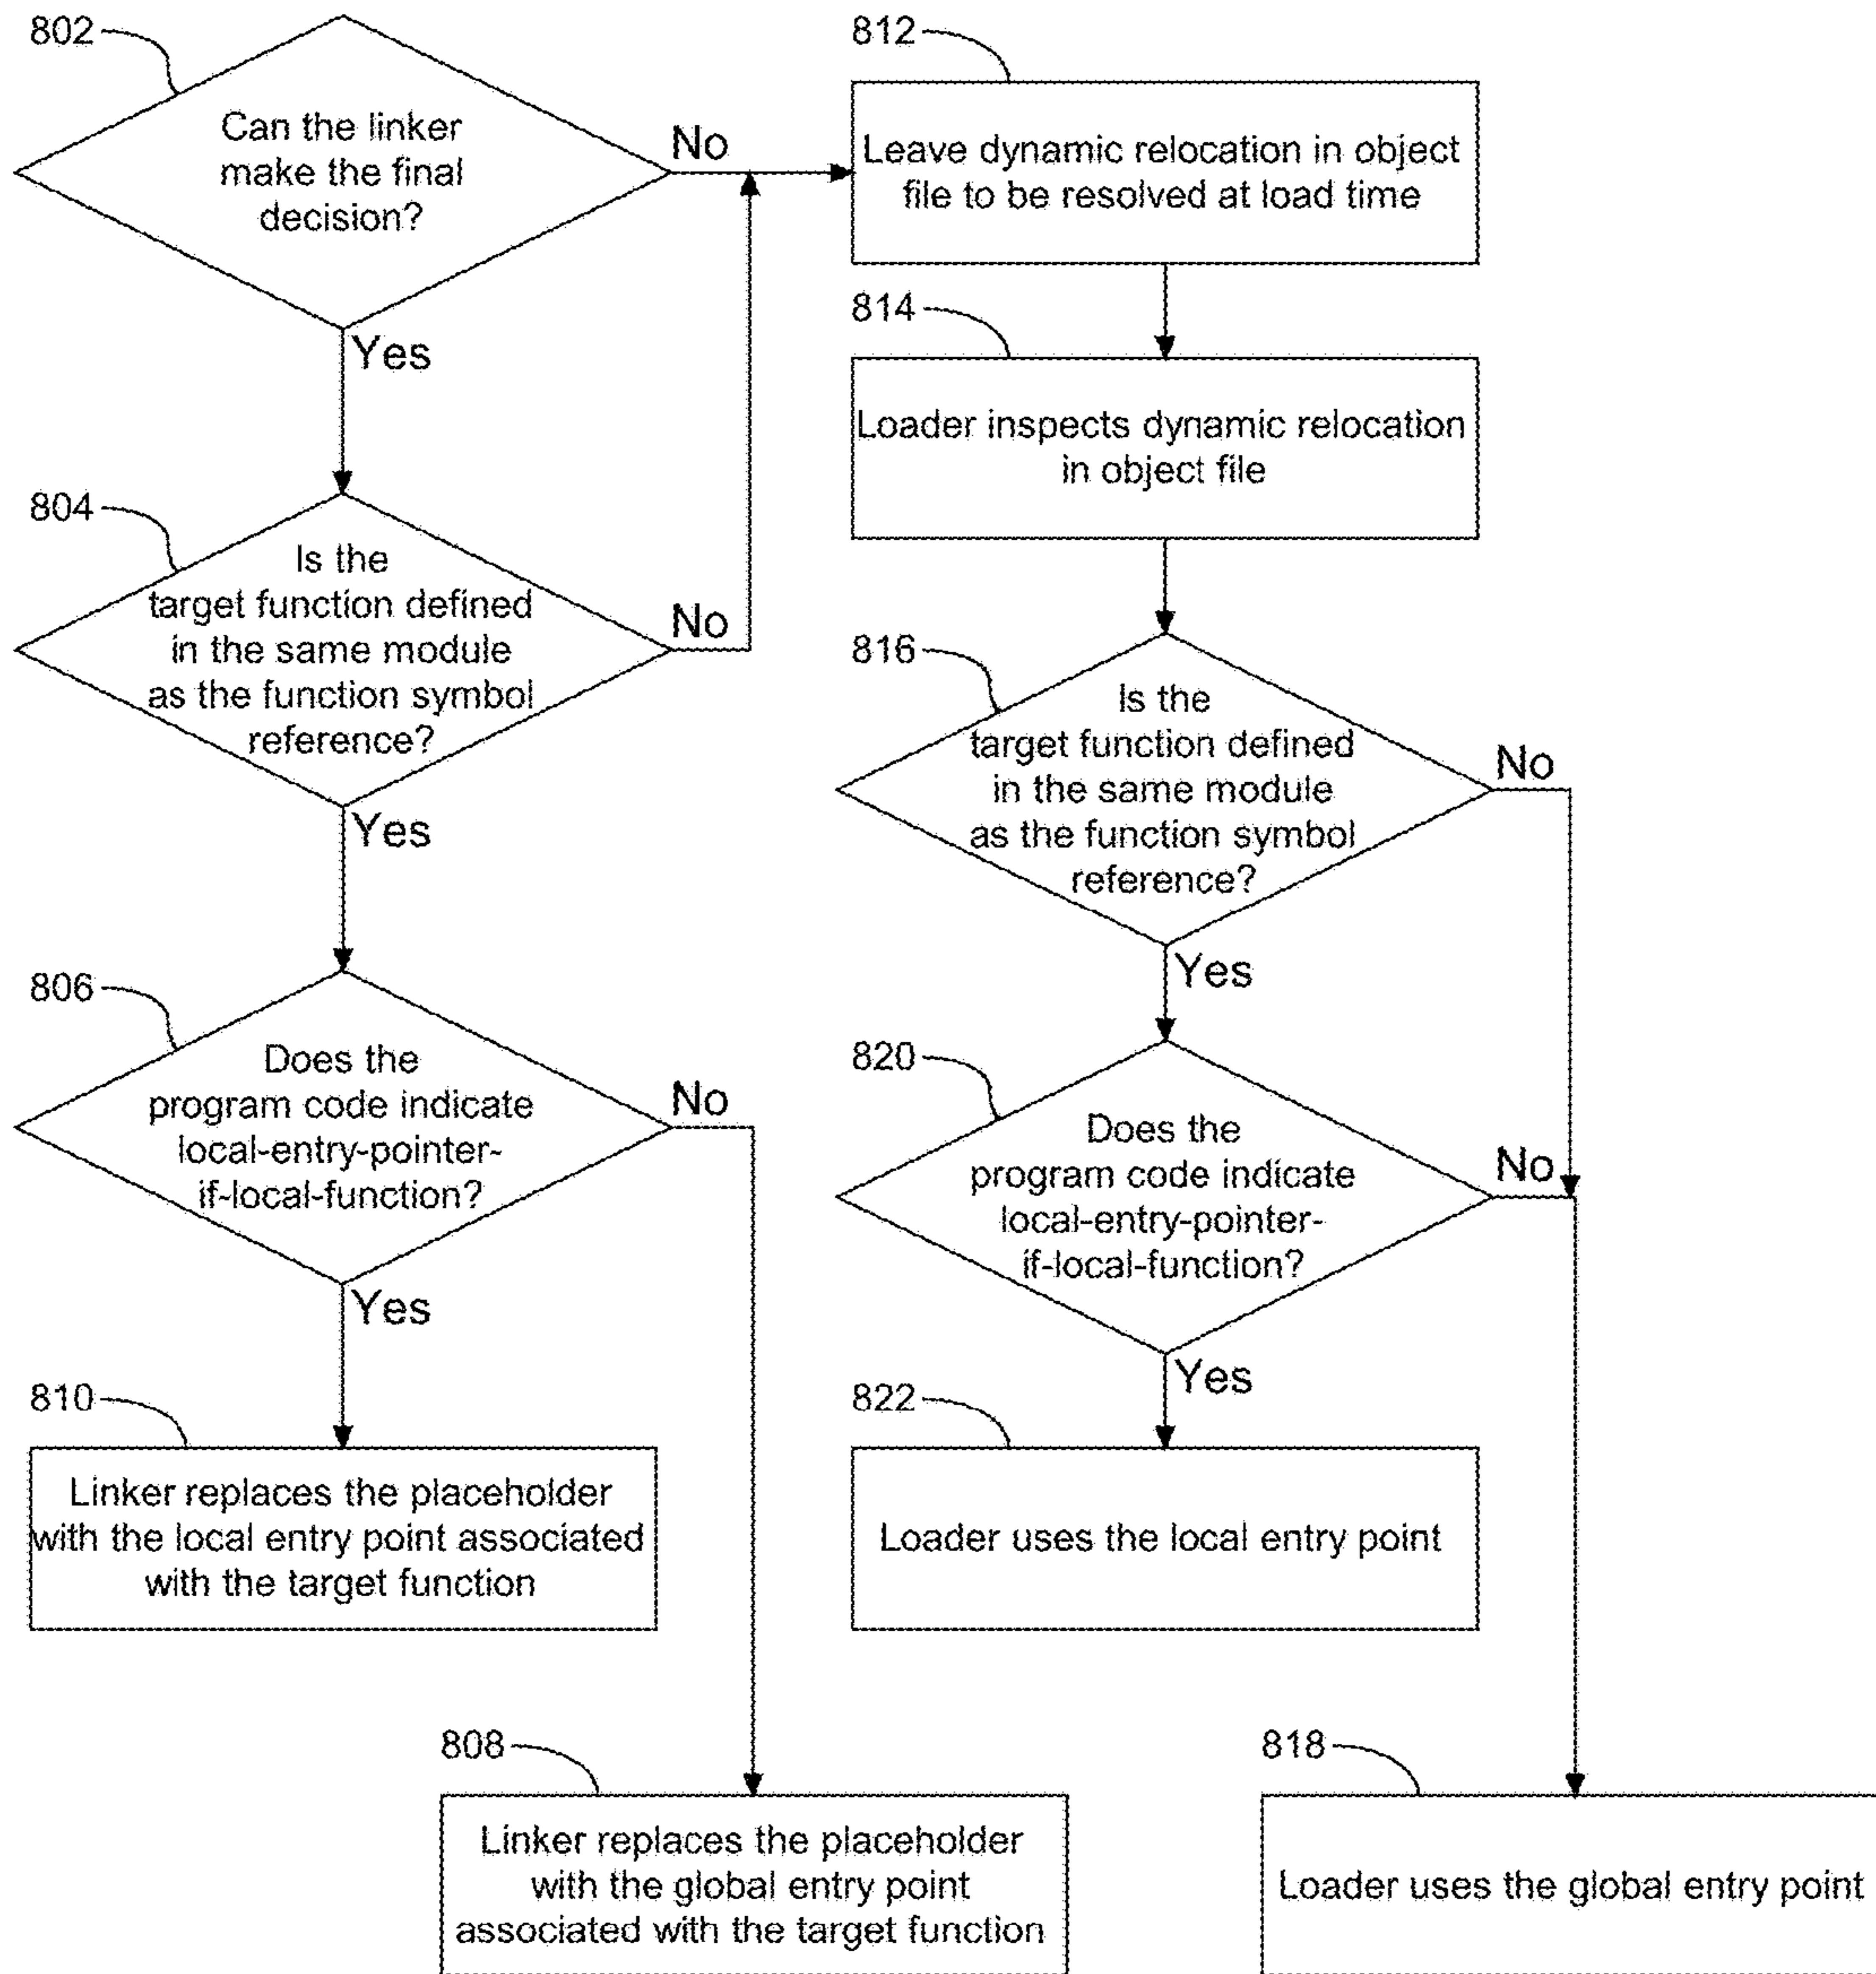 802
Can the linker
make the final
decision?
No
Yes
804
Is the
target function defined
in the same module
as the function symbol
reference?
No
Yes
806
Does the
program code indicate
local-entry-pointer-
if-local-function?
No
Yes
810
Linker replaces the placeholder
with the local entry point associated
with the target function
808
Linker replaces the placeholder
with the global entry point
associated with the target function
812
Leave dynamic relocation in object
file to be resolved at load time
814
Loader inspects dynamic relocation
in object file
816
Is the
target function defined
in the same module
as the function symbol
reference?
No
Yes
820
Does the
program code indicate
local-entry-pointer-
if-local-function?
No
Yes
822
Loader uses the local entry point
818
Loader uses the global entry point